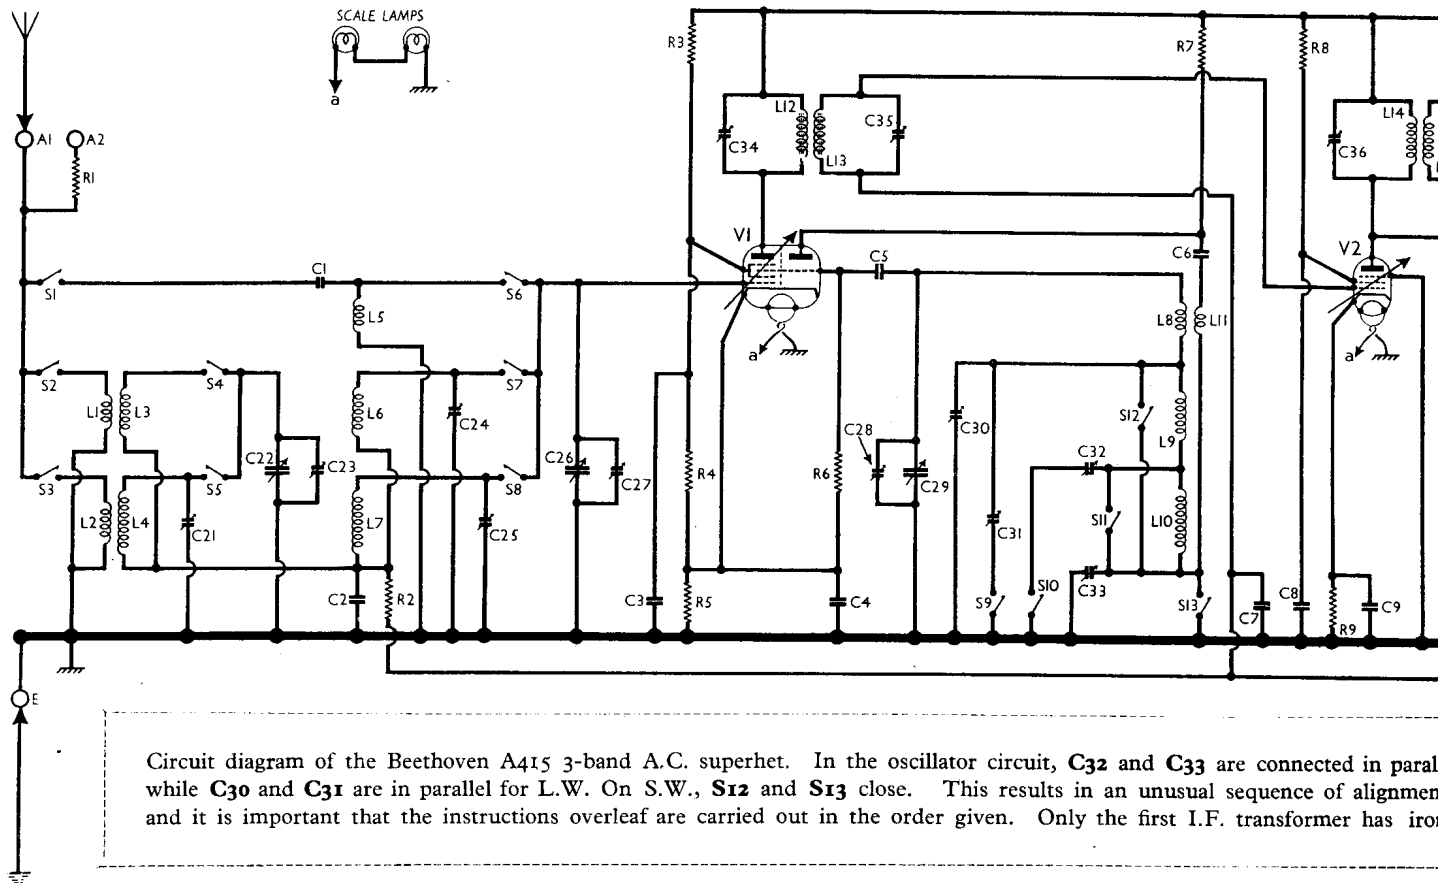 SCALE LAMPS
a
A1 A2
R1
R3
R7
R8
L12
C34
C35
L13
L14
C36
V1
V2
C1
S1
S6
C5
C6
L5
L8
L11
a
a
S2
S4
S7
L1
L3
L6
C24
C30
S12
L9
C28
C32
S3
C22
C23
S5
S8
C26
C27
R4
R6
C29
L2
L4
C21
L7
C25
C31
S11
L10
C2
R2
C3
R5
C4
S9
S10
C33
S13
C7
C8
R9
C9
E
Circuit diagram of the Beethoven A415 3-band A.C. superhet. In the oscillator circuit, C32 and C33 are connected in paral
while C30 and C31 are in parallel for L.W. On S.W., S12 and S13 close. This results in an unusual sequence of alignmen
and it is important that the instructions overleaf are carried out in the order given. Only the first I.F. transformer has iro